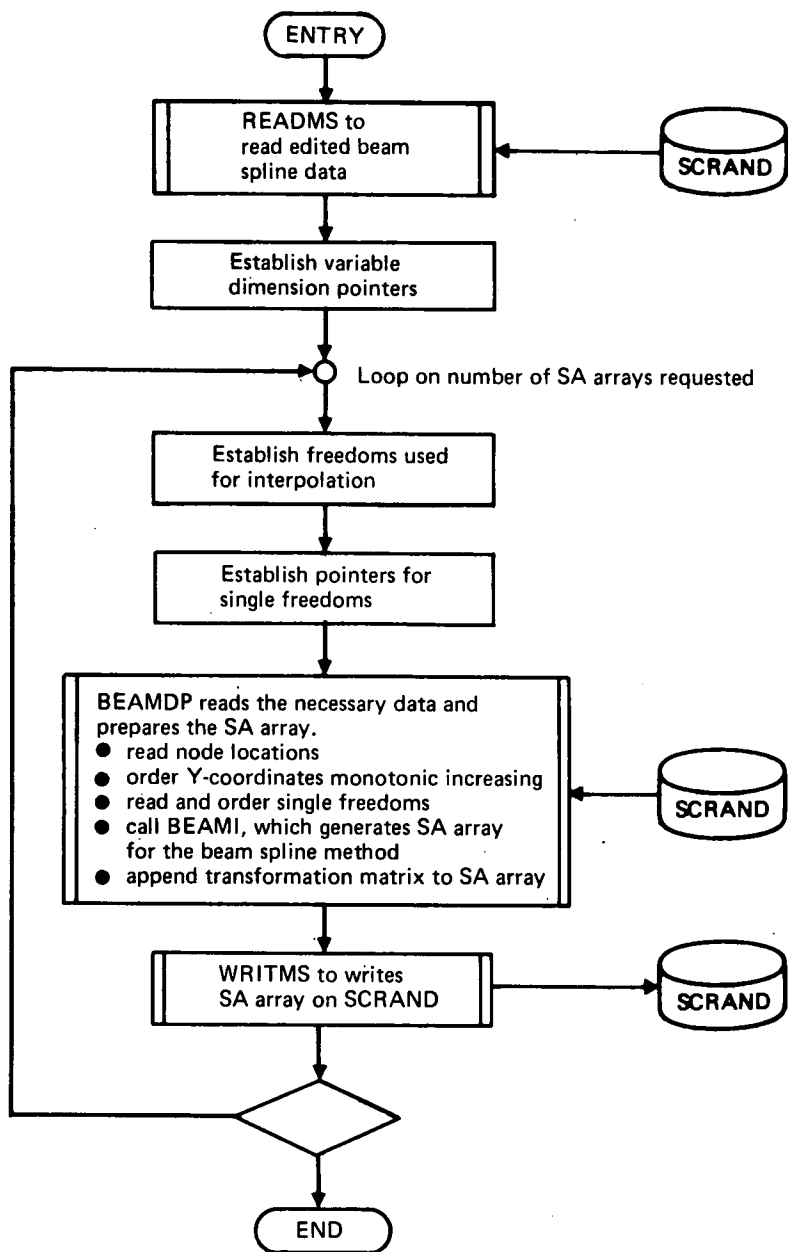 ENTRY
READMS to
read edited beam
spline data
SCRAND
Establish variable
dimension pointers
Loop on number of SA arrays requested
Establish freedoms used
for interpolation
Establish pointers for
single freedoms
BEAMDP reads the necessary data and
prepares the SA array.
● read node locations
● order Y-coordinates monotonic increasing
● read and order single freedoms
● call BEAMI, which generates SA array
for the beam spline method
● append transformation matrix to SA array
SCRAND
WRITMS to writes
SA array on SCRAND
SCRAND
END